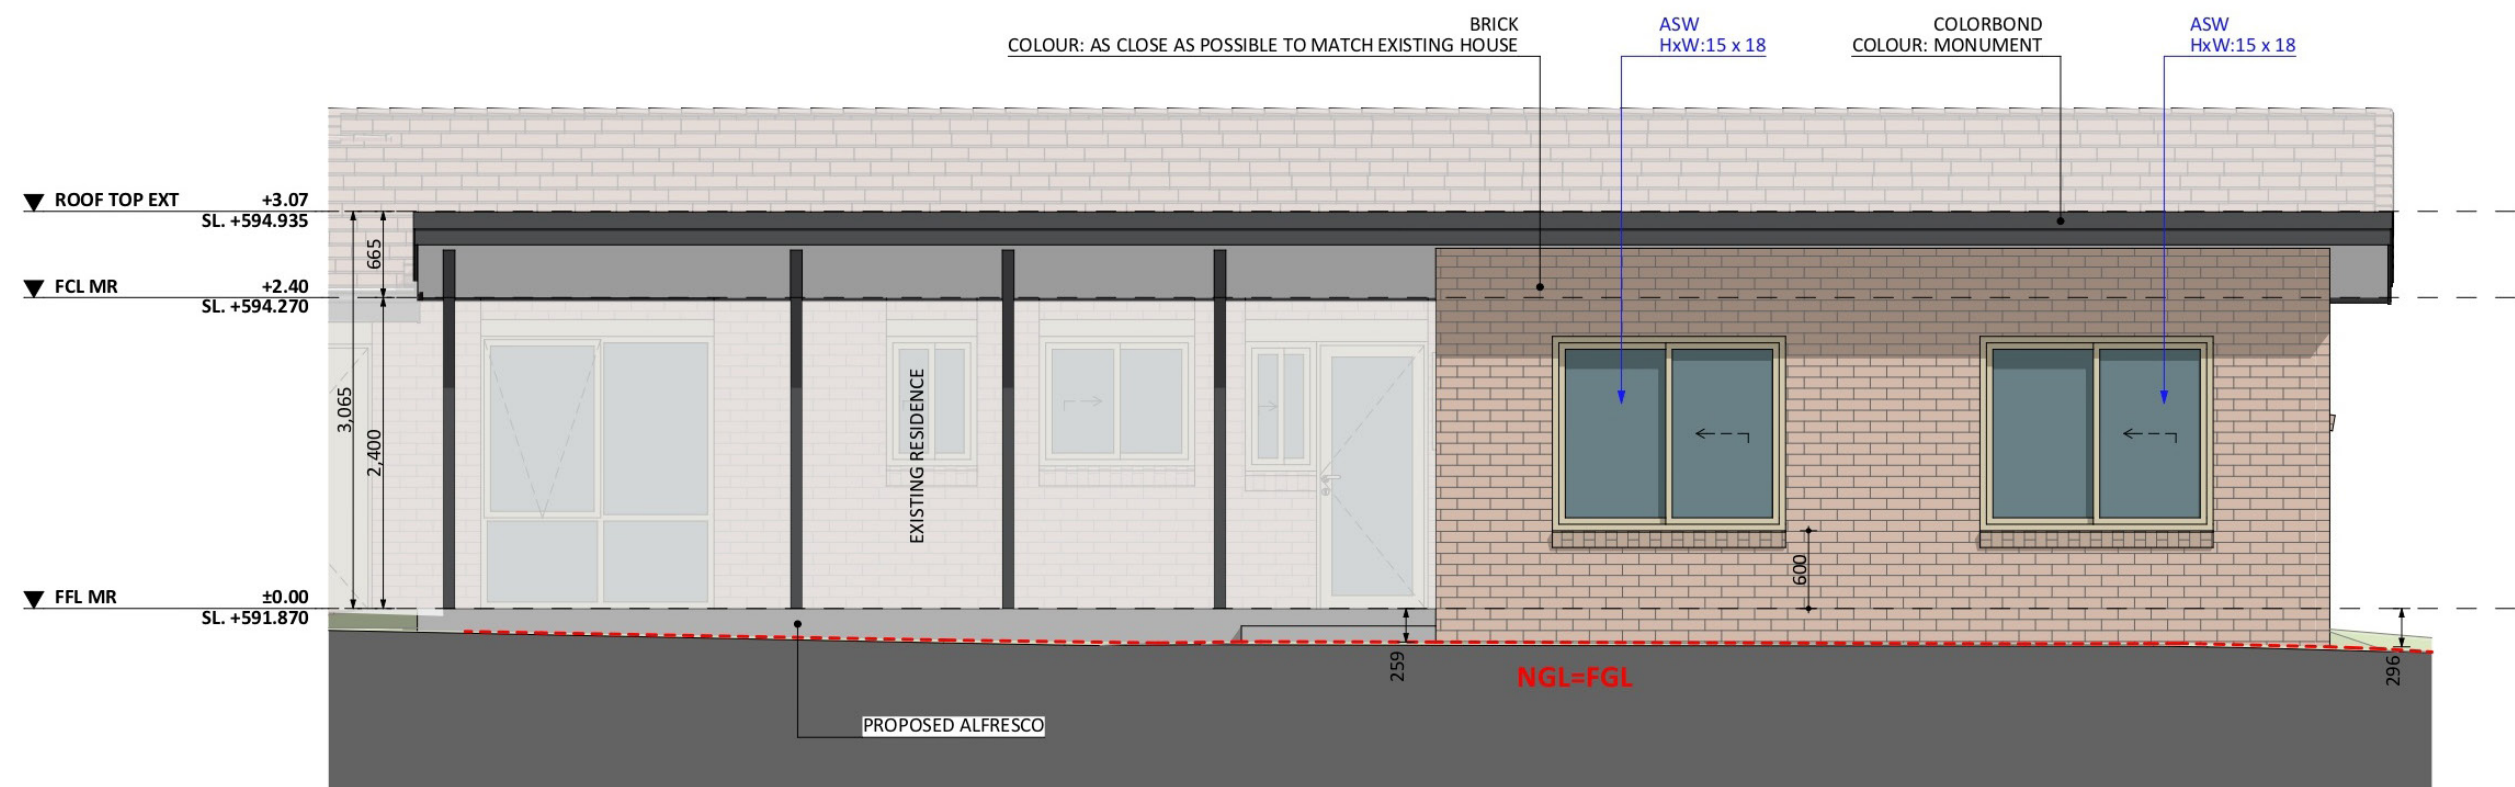 BRICK
COLOUR: AS CLOSE AS POSSIBLE TO MATCH EXISTING HOUSE
ASW
HxW:15 x 18
COLORBOND
COLOUR: MONUMENT
ASW
HxW:15 x 18
ROOF TOP EXT +3.07
SL. +594.935
665
FCL MR +2.40
SL. +594.270
3,065
2,400
EXISTING RESIDENCE
600
FFL MR ±0.00
SL. +591.870
259
296
NGL=FGL
PROPOSED ALFRESCO